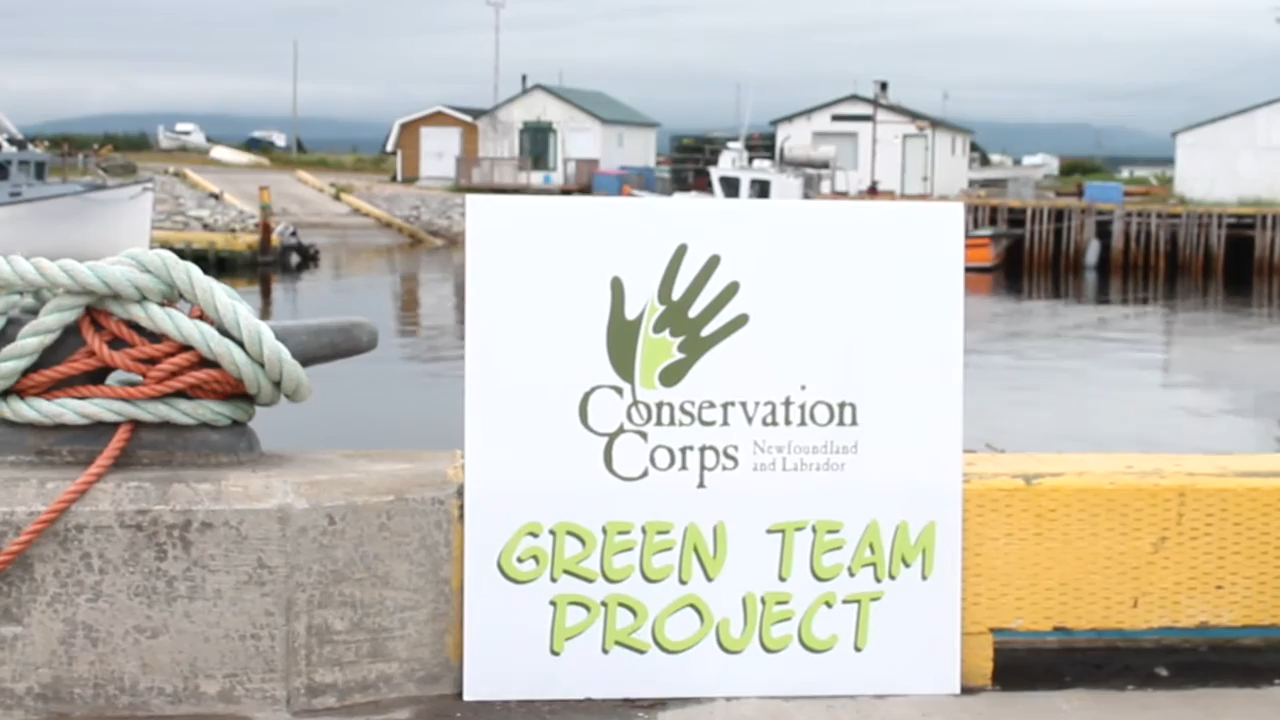 Conservation
Corps
Newfoundland
and Labrador
GREEN TEAM
PROJECT